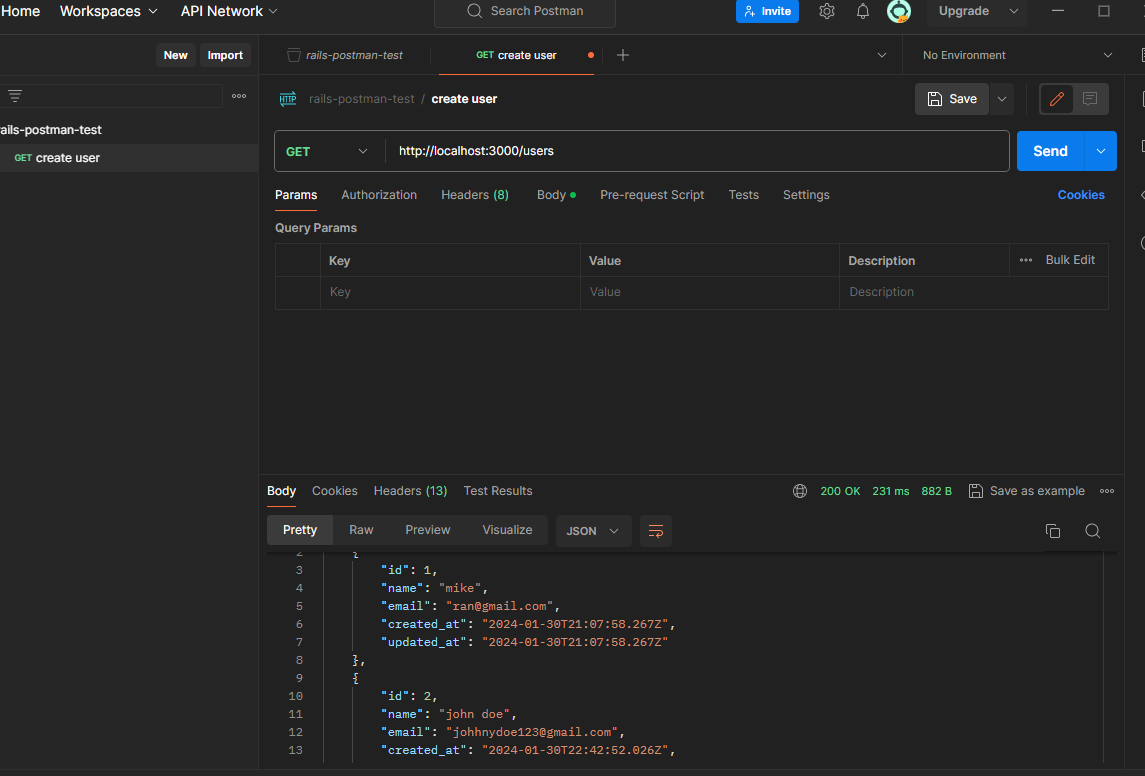 Home Workspaces API Network Search Postman Invite Upgrade
New Import rails-postman-test GET create user No Environment
HTTP rails-postman-test / create user Save
ails-postman-test
GET create user
GET http://localhost:3000/users Send
Params Authorization Headers (8) Body Pre-request Script Tests Settings Cookies
Query Params
Key Value Description Bulk Edit
Key Value Description
Body Cookies Headers (13) Test Results 200 OK 231 ms 882 B Save as example
Pretty Raw Preview Visualize JSON
2 {
3 "id": 1,
4 "name": "mike",
5 "email": "ran@gmail.com",
6 "created_at": "2024-01-30T21:07:58.267Z",
7 "updated_at": "2024-01-30T21:07:58.267Z"
8 },
9 {
10 "id": 2,
11 "name": "john doe",
12 "email": "johhnydoe123@gmail.com",
13 "created_at": "2024-01-30T22:42:52.026Z",